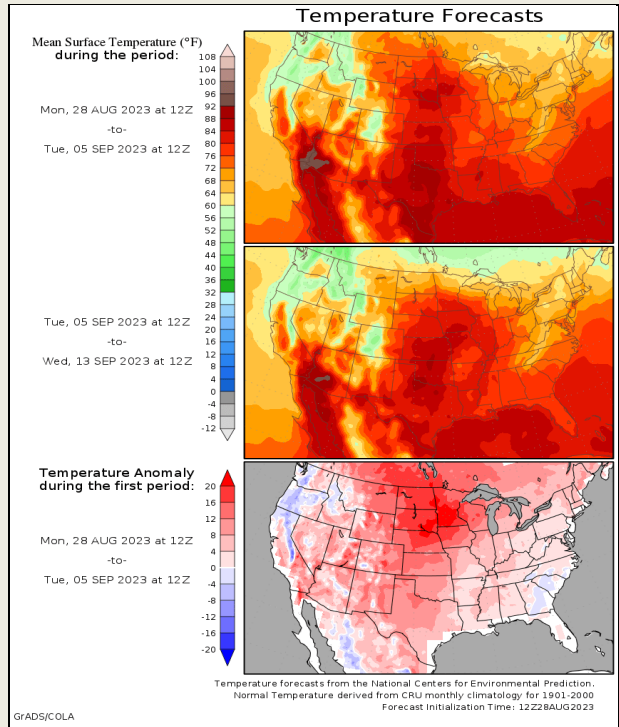 Temperature Forecasts
Mean Surface Temperature (°F)
during the period:
Mon, 28 AUG 2023 at 12Z
-to-
Tue, 05 SEP 2023 at 12Z
108
104
100
96
92
88
84
80
76
72
68
64
60
56
52
48
44
40
36
32
28
24
20
16
12
8
4
0
-4
-8
-12
Tue, 05 SEP 2023 at 12Z
-to-
Wed, 13 SEP 2023 at 12Z
Temperature Anomaly
during the first period:
Mon, 28 AUG 2023 at 12Z
-to-
Tue, 05 SEP 2023 at 12Z
20
16
12
8
4
0
-4
-8
-12
-16
-20
Temperature forecasts from the National Centers for Environmental Prediction.
Normal Temperature derived from CRU monthly climatology for 1901-2000
Forecast Initialization Time: 12Z28AUG2023
GrADS/COLA